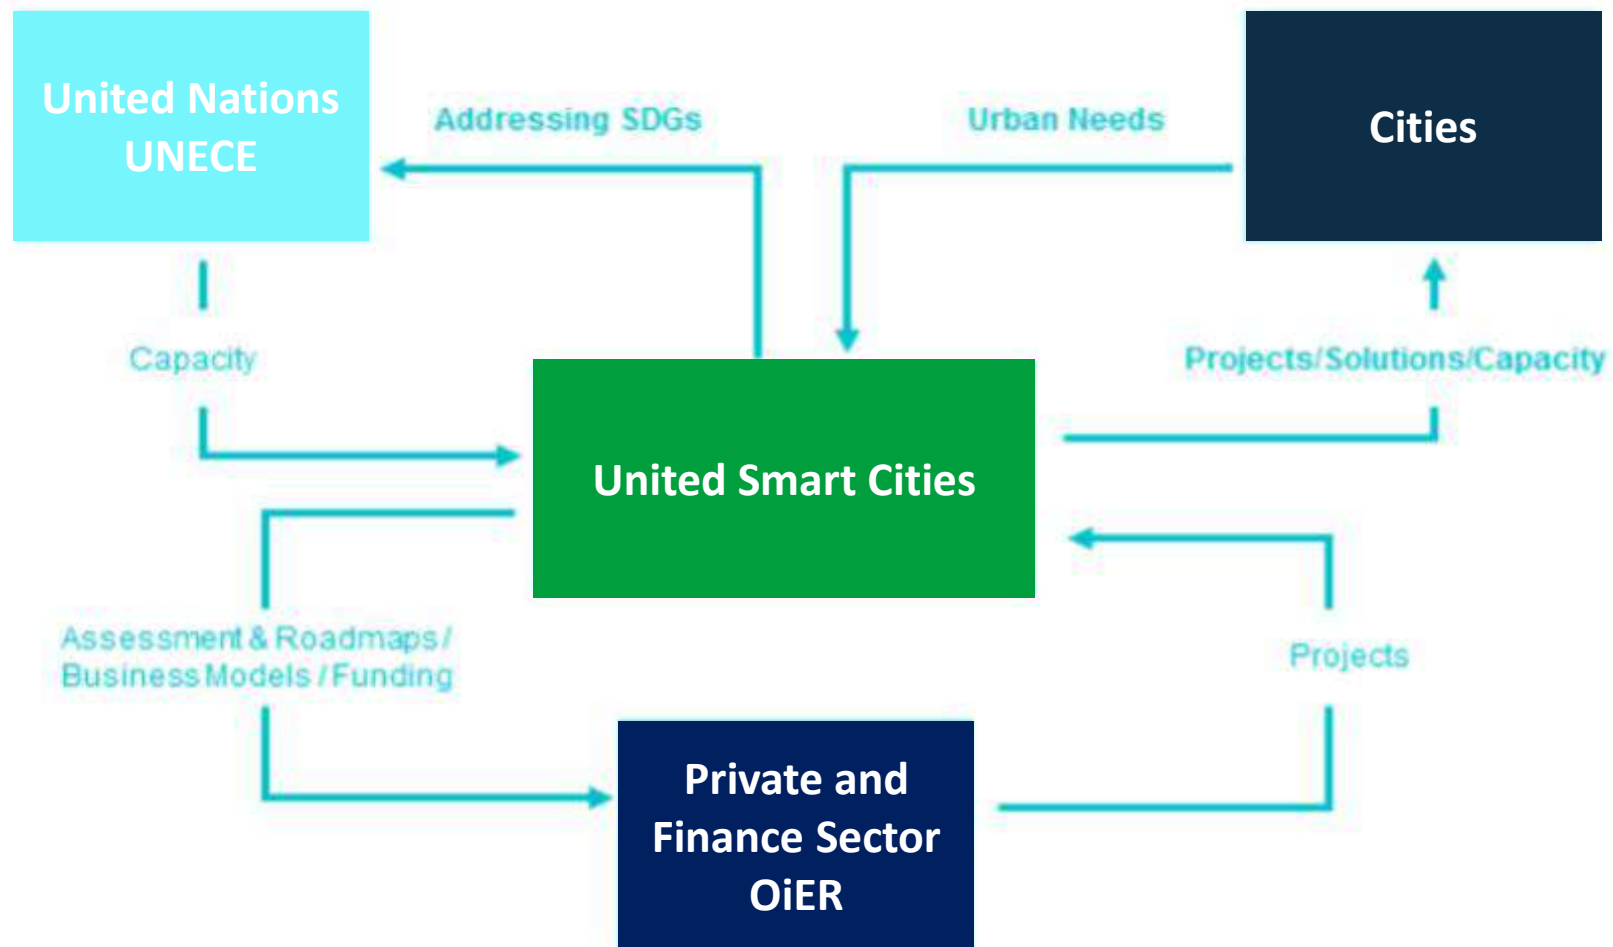 United Nations
UNECE
Addressing SDGs
Urban Needs
Cities
Capacity
Projects/Solutions/Capacity
United Smart Cities
Assessment & Roadmaps /
Business Models / Funding
Projects
Private and
Finance Sector
OiER